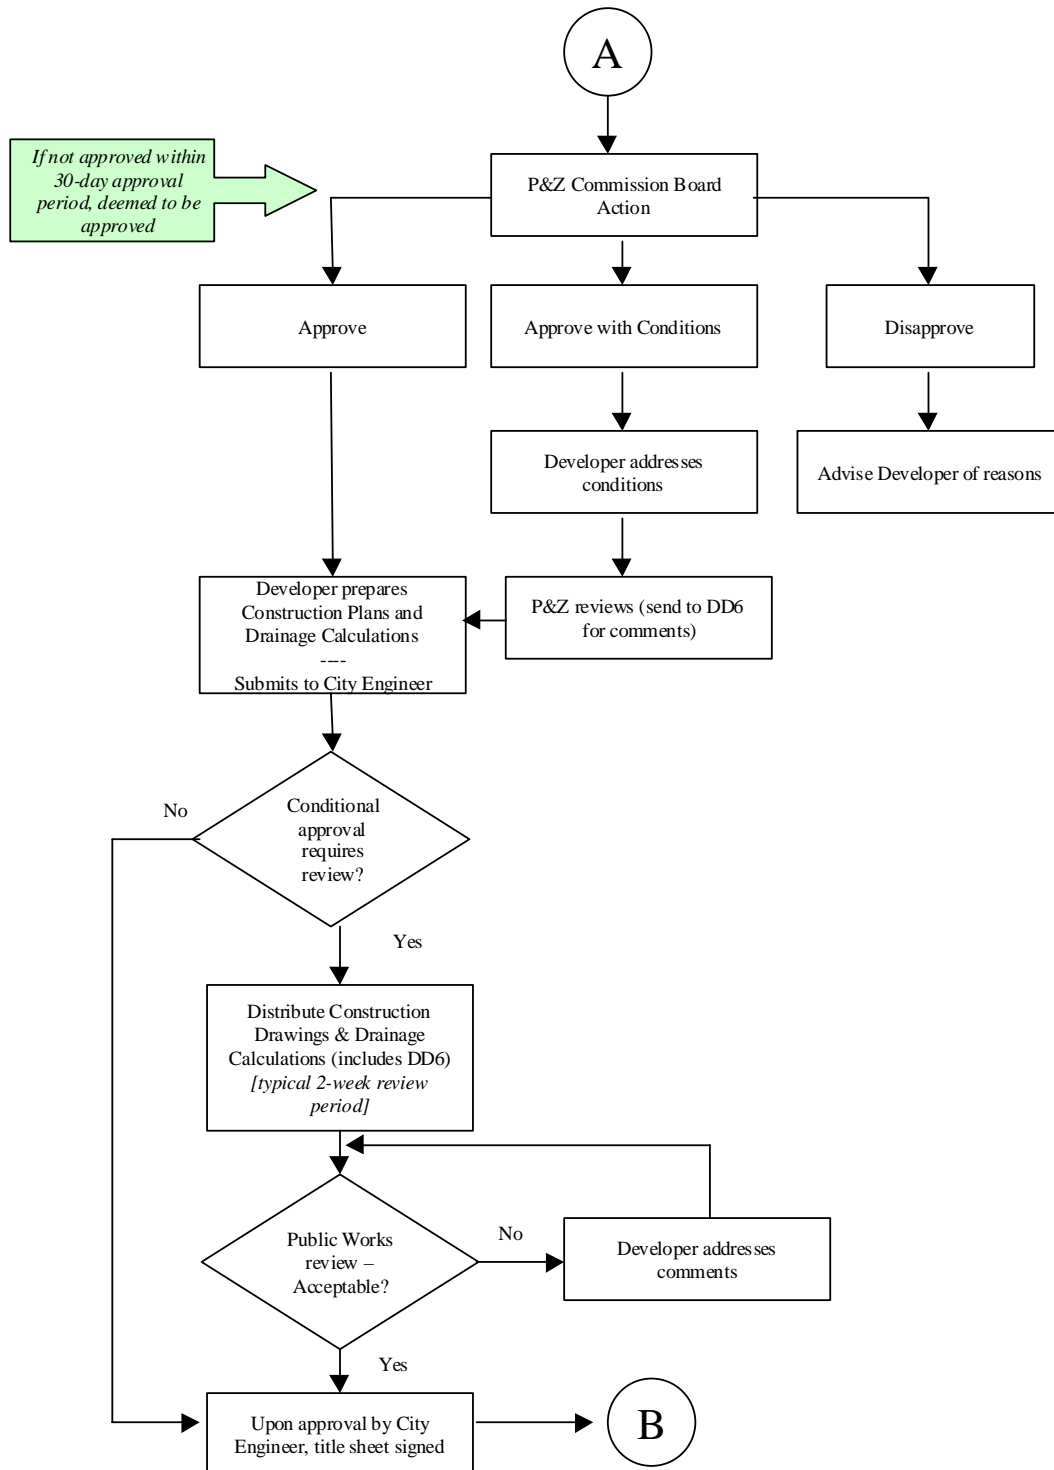 A
If not approved within
30-day approval
period, deemed to be
approved
P&Z Commission Board
Action
Approve
Approve with Conditions
Disapprove
Developer addresses
conditions
Advise Developer of reasons
Developer prepares
Construction Plans and
Drainage Calculations
----
Submits to City Engineer
P&Z reviews (send to DD6
for comments)
No
Conditional
approval
requires
review?
Yes
Distribute Construction
Drawings & Drainage
Calculations (includes DD6)
[typical 2-week review
period]
Public Works
review –
Acceptable?
No
Developer addresses
comments
Yes
Upon approval by City
Engineer, title sheet signed
B